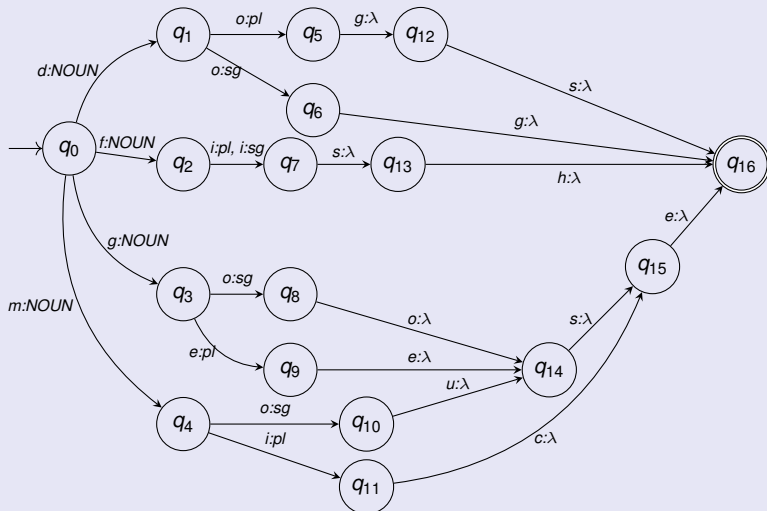 q1
o:pl
q5
g:λ
q12
d:NOUN
o:sg
s:λ
q6
g:λ
q0
f:NOUN
q2
i:pl, i:sg
q7
s:λ
q13
h:λ
q16
g:NOUN
e:λ
q15
m:NOUN
q3
o:sg
q8
o:λ
s:λ
e:pl
q9
e:λ
q14
u:λ
q4
o:sg
q10
i:pl
c:λ
q11